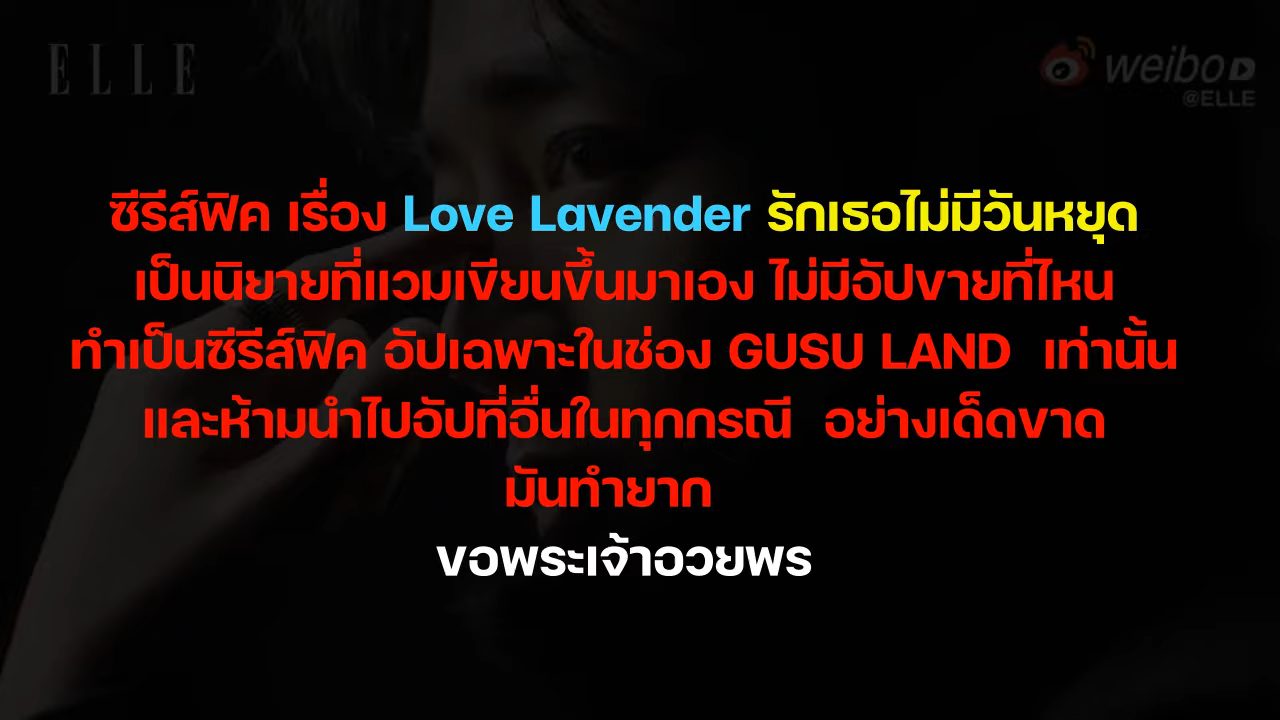 ELLE
weibo
@ELLE
ซีรีส์ฟิค เรื่อง Love Lavender รักเธอไม่มีวันหยุด
เป็นนิยายที่แวมเขียนขึ้นมาเอง ไม่มีอัปขายที่ไหน
ทำเป็นซีรีส์ฟิค อัปเฉพาะในช่อง GUSU LAND เท่านั้น
และห้ามนำไปอัปที่อื่นในทุกกรณี อย่างเด็ดขาด
มันทำยาก
ขอพระเจ้าอวยพร